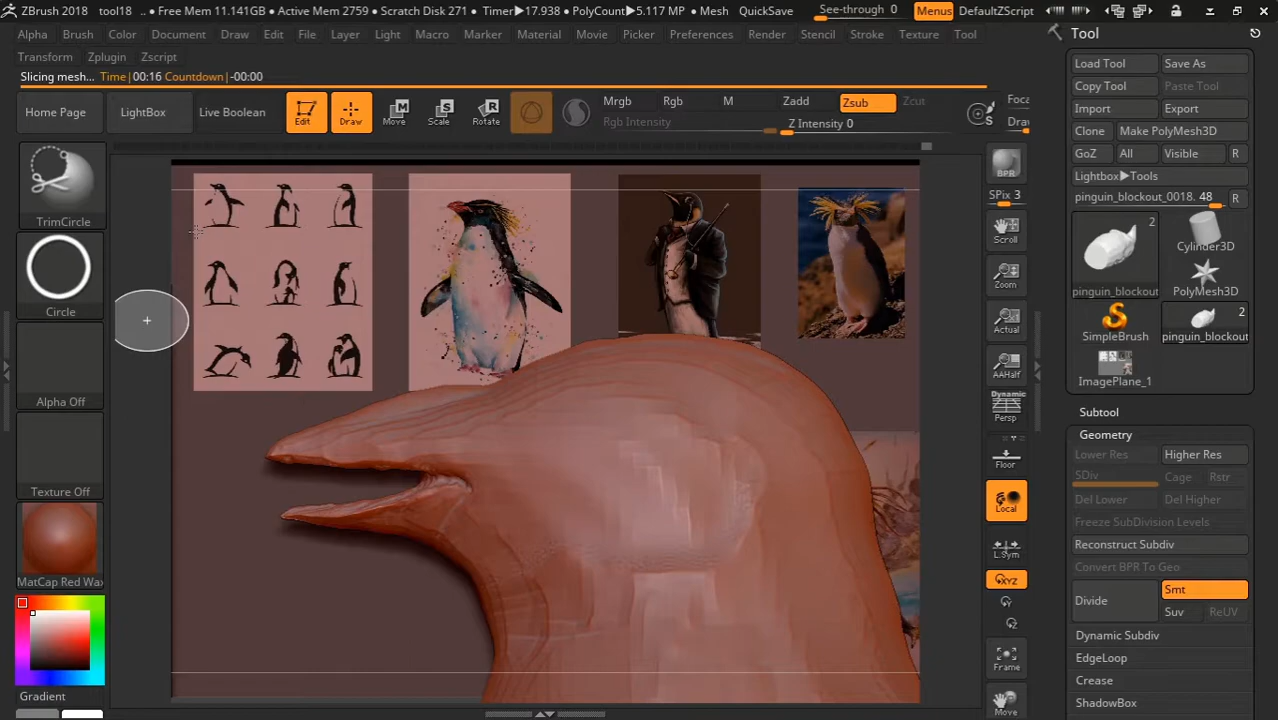 ZBrush 2018 tool18 .. • Free Mem 11.141GB • Active Mem 2759 • Scratch Disk 271 • Timer▶17.938 • PolyCount▶5.117 MP • Mesh QuickSave See-through 0 Menus DefaultZScript
Alpha Brush Color Document Draw Edit File Layer Light Macro Marker Material Movie Picker Preferences Render Stencil Stroke Texture Tool
Transform Zplugin Zscript
Slicing mesh... Time|00:16 Countdown|-00:00
Home Page LightBox Live Boolean Edit Draw Move Scale Rotate
Mrgb Rgb M Zadd Zsub Zcut Foca
Rgb Intensity Z Intensity 0 Drav
TrimCircle
Circle
Alpha Off
Texture Off
MatCap Red Wax
Gradient
BPR
SPix 3
Scroll
Zoom
Actual
AAHalf
Dynamic
Persp
Floor
Local
L.Sym
XYZ
Y
Z
Frame
Move
Tool
Load Tool Save As
Copy Tool Paste Tool
Import Export
Clone Make PolyMesh3D
GoZ All Visible R
Lightbox▶Tools
pinguin_blockout_0018. 48 R
2
Cylinder3D
pinguin_blockout PolyMesh3D
2
SimpleBrush pinguin_blockout
ImagePlane_1
Subtool
Geometry
Lower Res Higher Res
SDiv Cage Rstr
Del Lower Del Higher
Freeze SubDivision Levels
Reconstruct Subdiv
Convert BPR To Geo
Divide Smt
Suv ReUV
Dynamic Subdiv
EdgeLoop
Crease
ShadowBox